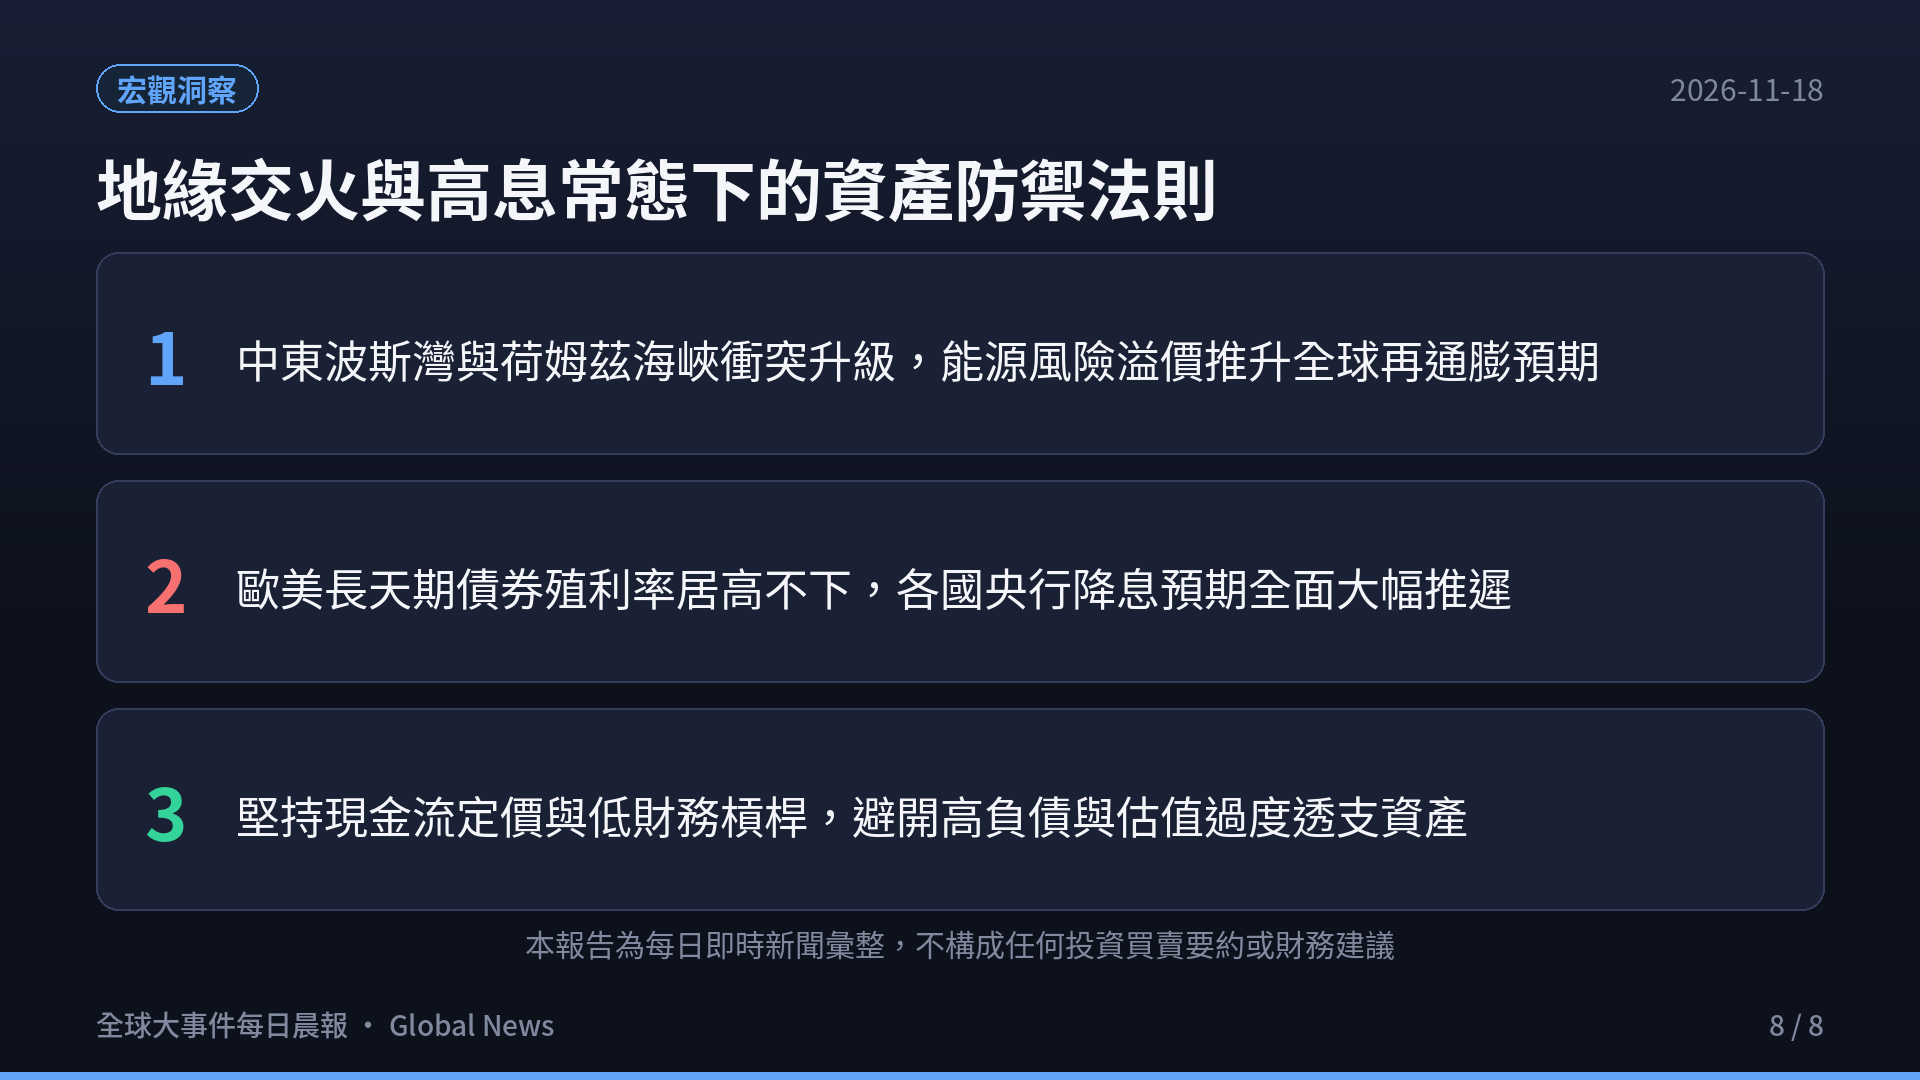 宏觀洞察
2026-11-18
地緣交火與高息常態下的資產防禦法則
1 中東波斯灣與荷姆茲海峽衝突升級，能源風險溢價推升全球再通膨預期
2 歐美長天期債券殖利率居高不下，各國央行降息預期全面大幅推遲
3 堅持現金流定價與低財務槓桿，避開高負債與估值過度透支資產
本報告為每日即時新聞彙整，不構成任何投資買賣要約或財務建議
全球大事件每日晨報 • Global News
8 / 8